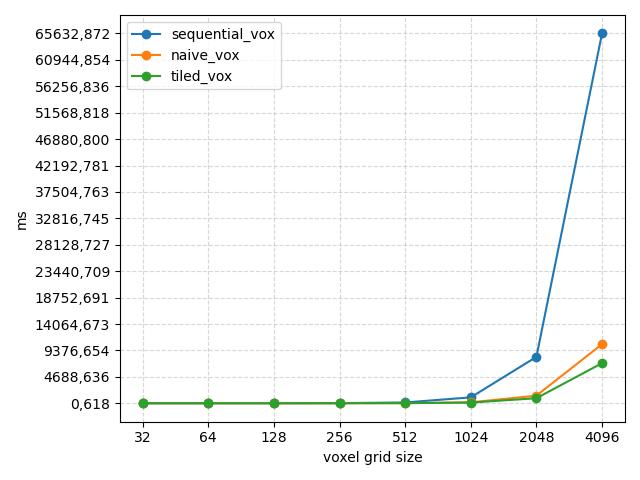 65632,872
60944,854
56256,836
51568,818
46880,800
42192,781
37504,763
32816,745
28128,727
23440,709
18752,691
14064,673
9376,654
4688,636
0,618
ms
sequential_vox
naive_vox
tiled_vox
32 64 128 256 512 1024 2048 4096
voxel grid size